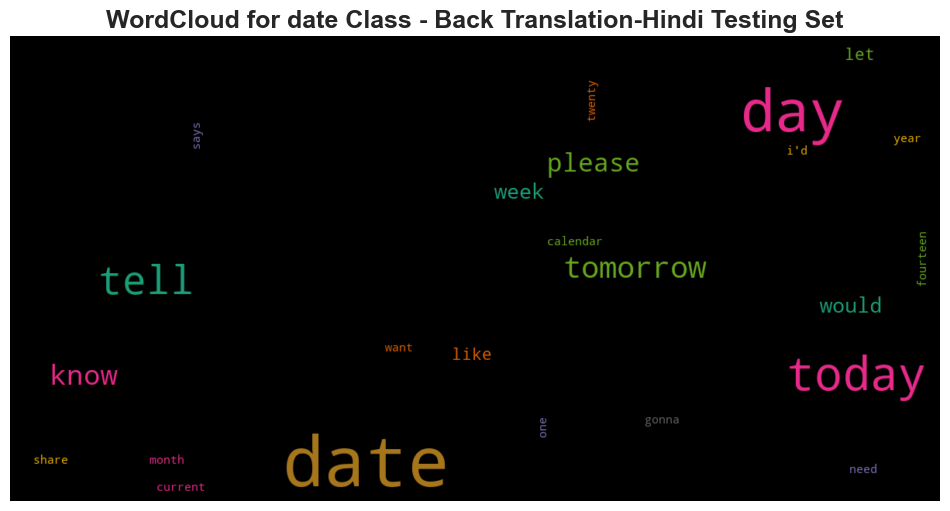 WordCloud for date Class - Back Translation-Hindi Testing Set
let
day
twenty
says
year
i'd
please
week
calendar
tomorrow
fourteen
tell
would
want
like
know
today
one
gonna
date
share
month
need
current